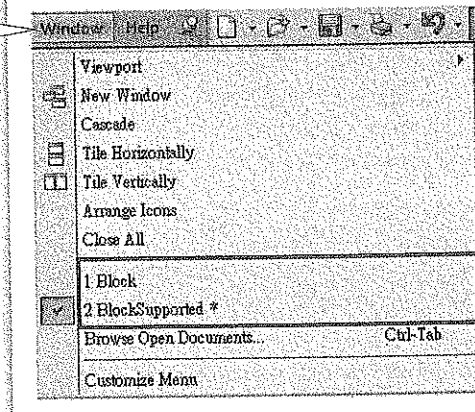 Window Help
Viewport
New Window
Cascade
Tile Horizontally
Tile Vertically
Arrange Icons
Close All
1 Block
2 BlockSupported *
Browse Open Documents... Ctrl-Tab
Customize Menu